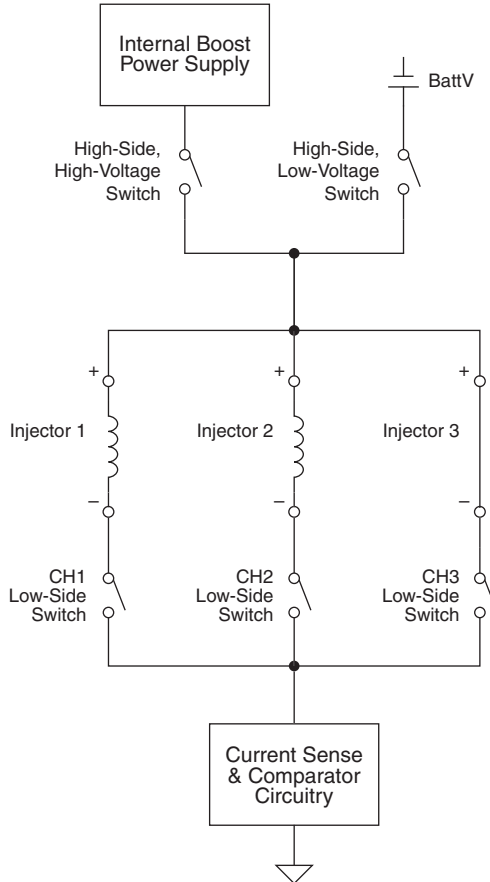 Internal Boost
Power Supply
BattV
High-Side,
High-Voltage
Switch
High-Side,
Low-Voltage
Switch
+
+
+
Injector 1
Injector 2
Injector 3
–
–
–
CH1
Low-Side
Switch
CH2
Low-Side
Switch
CH3
Low-Side
Switch
Current Sense
& Comparator
Circuitry